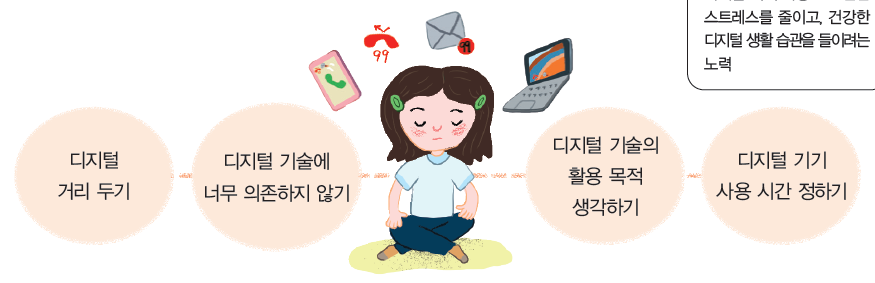 스트레스를 줄이고, 건강한
디지털 생활 습관을 들이려는
노력
99
99
디지털
거리 두기
디지털 기술에
너무 의존하지 않기
디지털 기술의
활용 목적
생각하기
디지털 기기
사용 시간 정하기